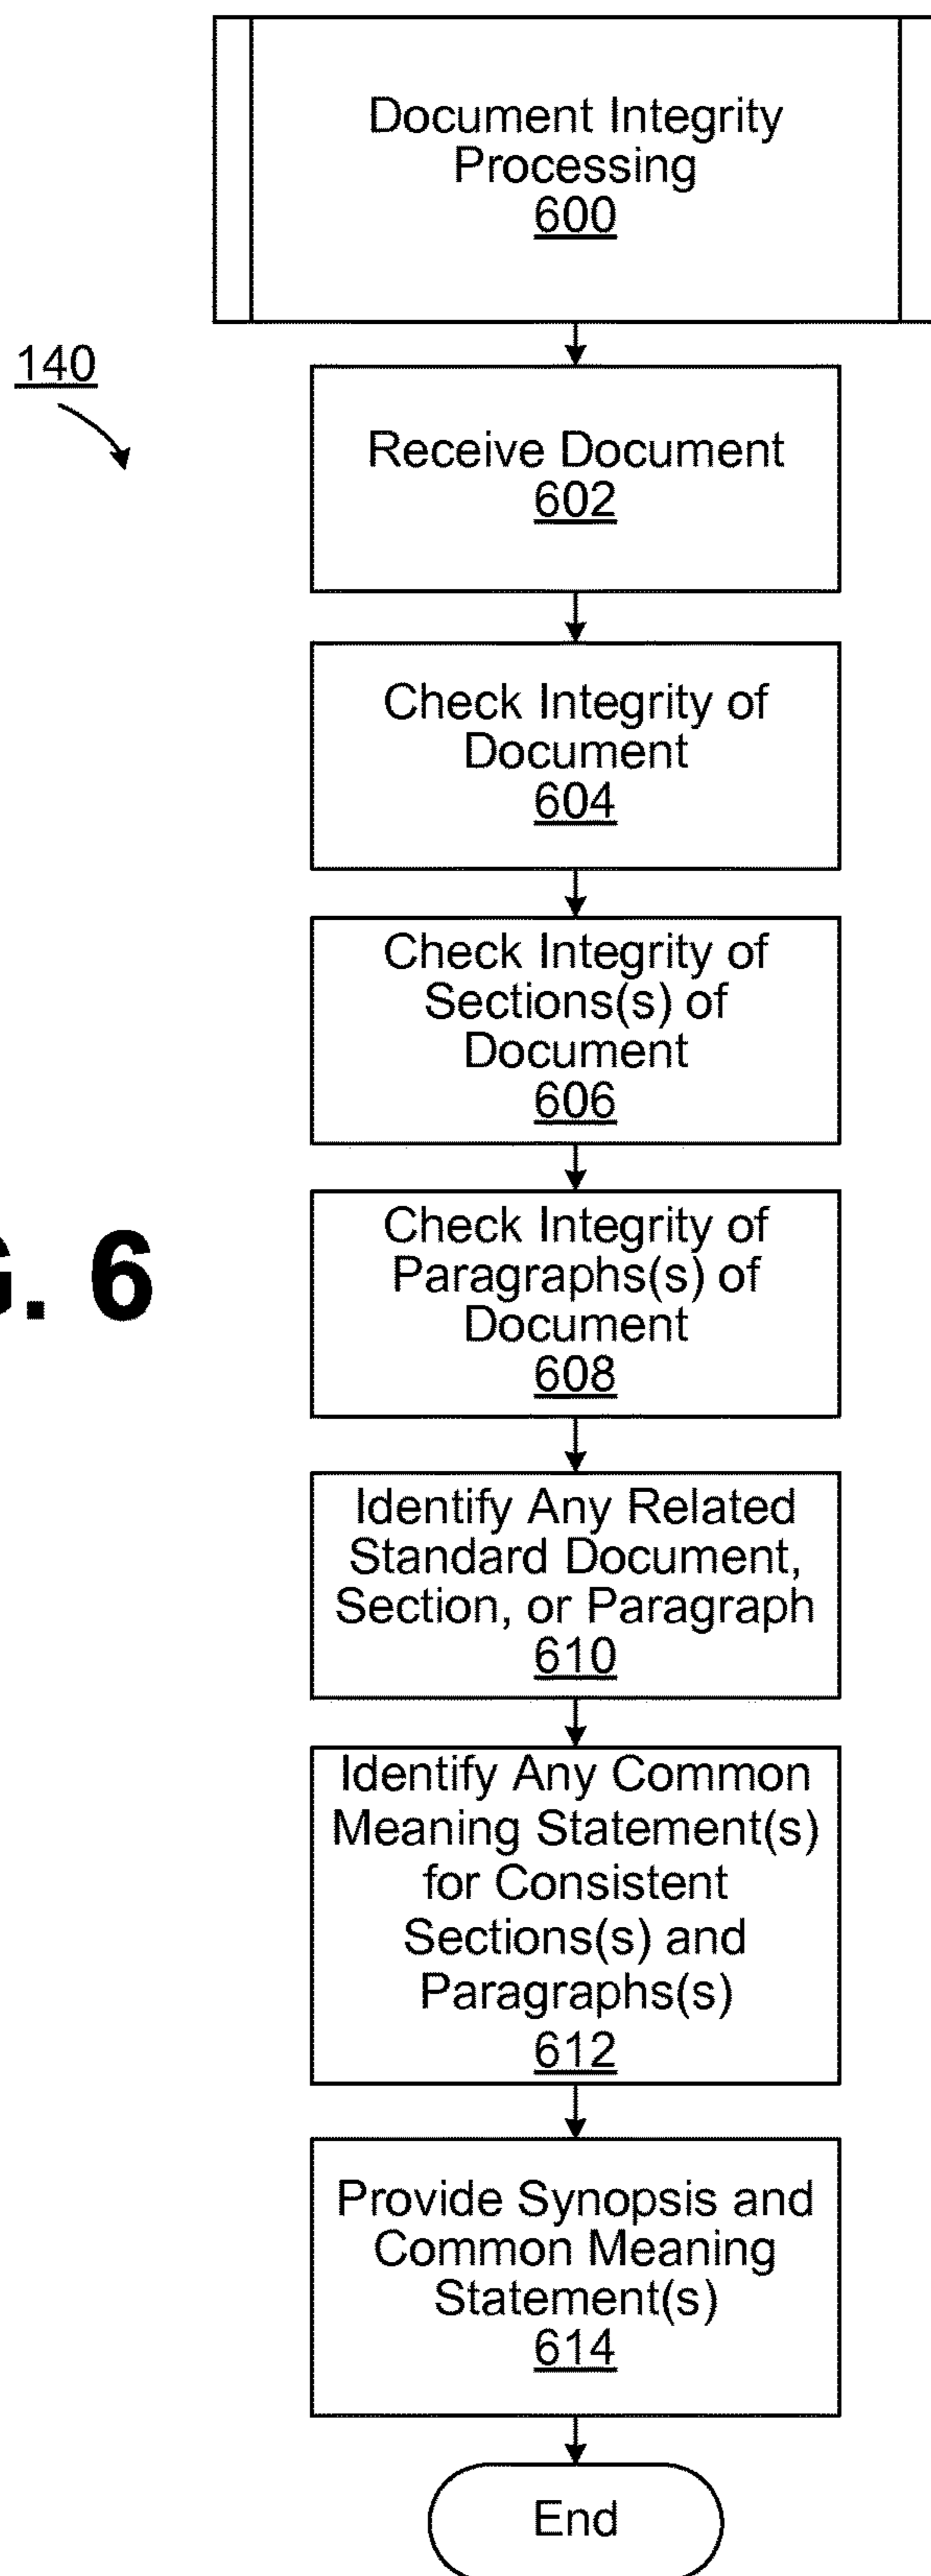 Document Integrity
Processing
600
140
Receive Document
602
Check Integrity of
Document
604
Check Integrity of
Sections(s) of
Document
606
Check Integrity of
Paragraphs(s) of
Document
608
G. 6
Identify Any Related
Standard Document,
Section, or Paragraph
610
Identify Any Common
Meaning Statement(s)
for Consistent
Sections(s) and
Paragraphs(s)
612
Provide Synopsis and
Common Meaning
Statement(s)
614
End